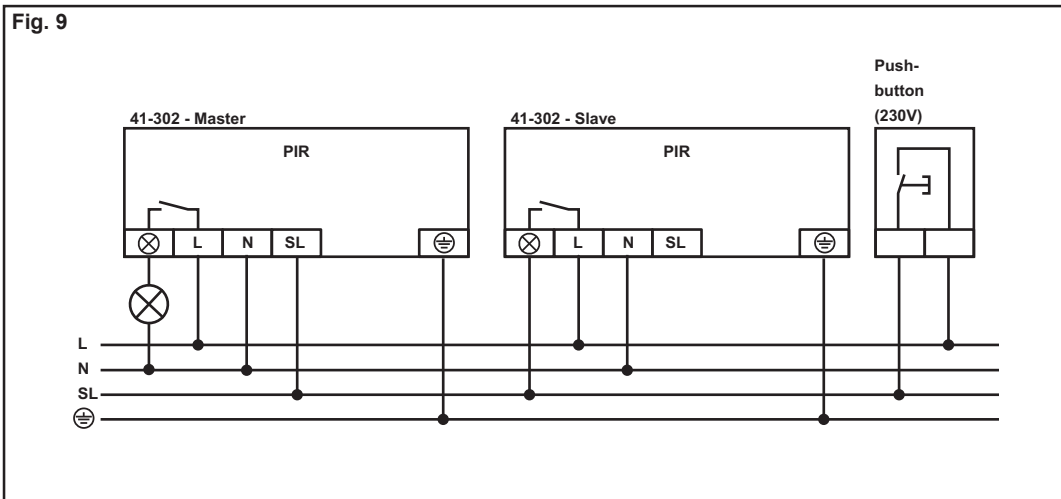 Fig. 9
Push-
button
(230V)
41-302 - Master
41-302 - Slave
PIR
PIR
L N SL
L N SL
L
N
SL